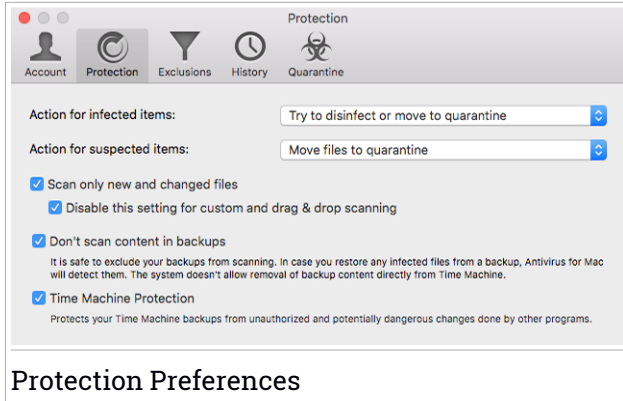 Protection
Account Protection Exclusions History Quarantine
Action for infected items: Try to disinfect or move to quarantine
Action for suspected items: Move files to quarantine
Scan only new and changed files
Disable this setting for custom and drag & drop scanning
Don't scan content in backups
It is safe to exclude your backups from scanning. In case you restore any infected files from a backup, Antivirus for Mac
will detect them. The system doesn't allow removal of backup content directly from Time Machine.
Time Machine Protection
Protects your Time Machine backups from unauthorized and potentially dangerous changes done by other programs.
Protection Preferences